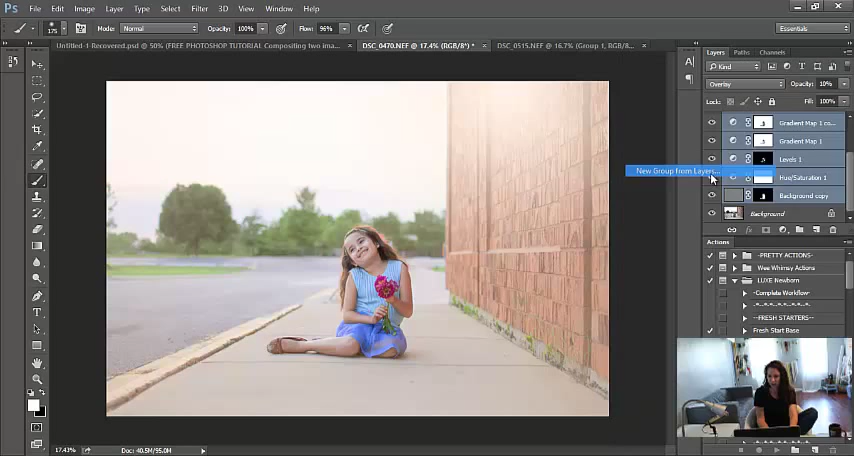 Ps File Edit Image Layer Type Select Filter 3D View Window Help
175 Mode: Normal Opacity: 100% Flow: 96% Essentials
Untitled-1-Recovered.psd @ 50% (FREE PHOTOSHOP TUTORIAL Compositing two ima... × DSC_0470.NEF @ 17.4% (RGB/8*) * × DSC_0515.NEF @ 16.7% (Group 1, RGB/8... ×
Layers Paths Channels
Kind
Overlay Opacity: 10%
Lock: Fill: 100%
Gradient Map 1 co...
Gradient Map 1
Levels 1
New Group from Layers...
Hue/Saturation 1
Background copy
Background
Actions
-PRETTY ACTIONS-
Wee Whimsy Actions
LUXE Newborn
-Complete Workflow-
--FRESH STARTERS--
Fresh Start Base
17.43% Doc: 40.5M/95.0M